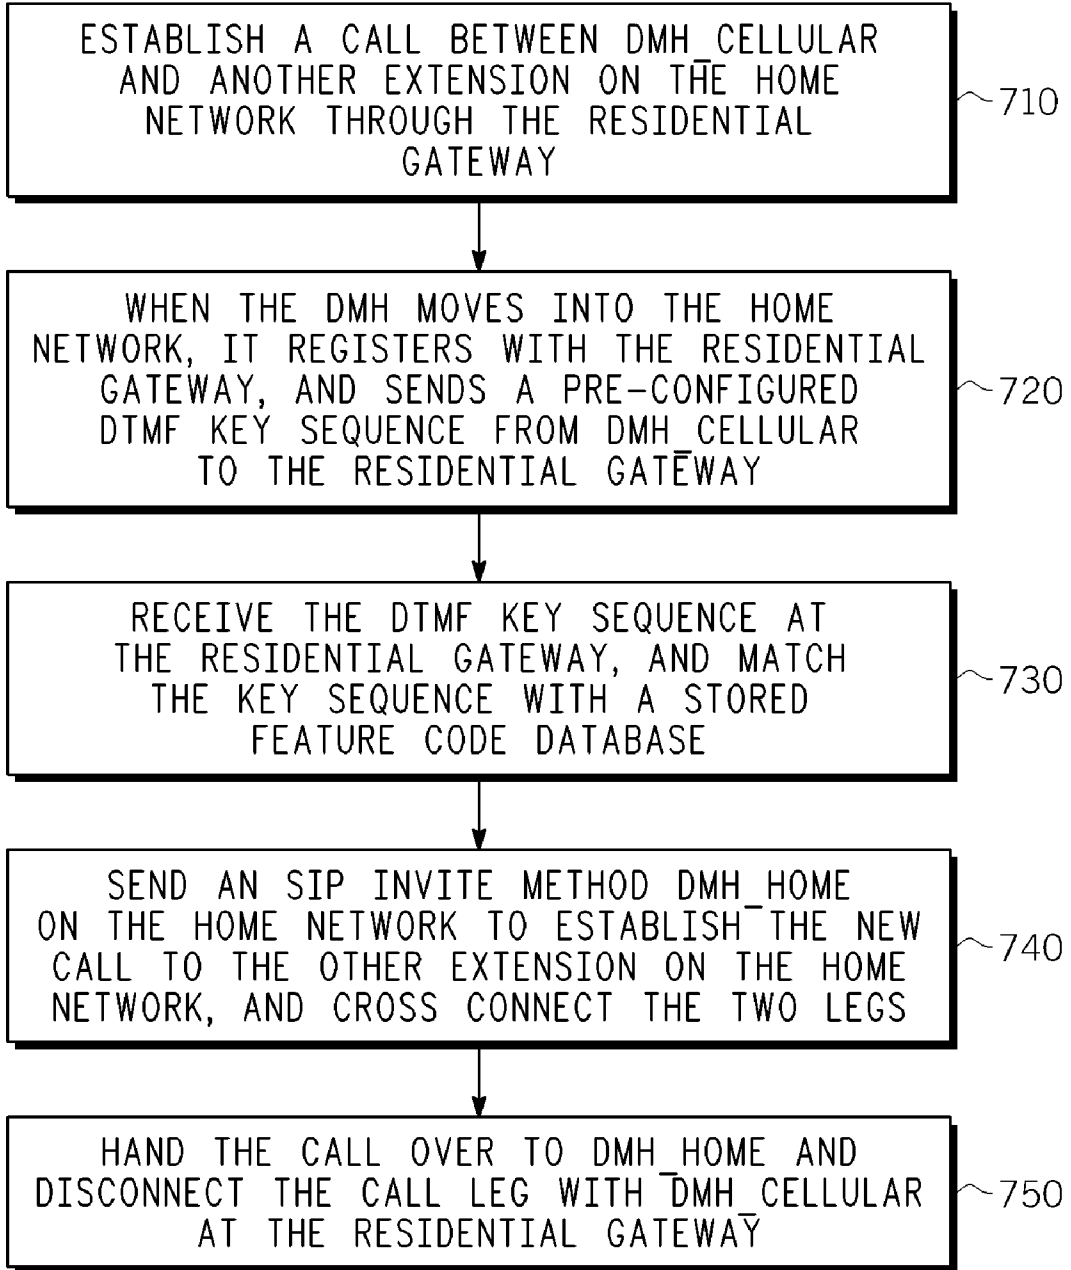 ESTABLISH A CALL BETWEEN DMH_CELLULAR
AND ANOTHER EXTENSION ON THE HOME
NETWORK THROUGH THE RESIDENTIAL
GATEWAY
710
WHEN THE DMH MOVES INTO THE HOME
NETWORK, IT REGISTERS WITH THE RESIDENTIAL
GATEWAY, AND SENDS A PRE-CONFIGURED
DTMF KEY SEQUENCE FROM DMH_CELLULAR
TO THE RESIDENTIAL GATEWAY
720
RECEIVE THE DTMF KEY SEQUENCE AT
THE RESIDENTIAL GATEWAY, AND MATCH
THE KEY SEQUENCE WITH A STORED
FEATURE CODE DATABASE
730
SEND AN SIP INVITE METHOD DMH_HOME
ON THE HOME NETWORK TO ESTABLISH THE NEW
CALL TO THE OTHER EXTENSION ON THE HOME
NETWORK, AND CROSS CONNECT THE TWO LEGS
740
HAND THE CALL OVER TO DMH_HOME AND
DISCONNECT THE CALL LEG WITH DMH_CELLULAR
AT THE RESIDENTIAL GATEWAY
750